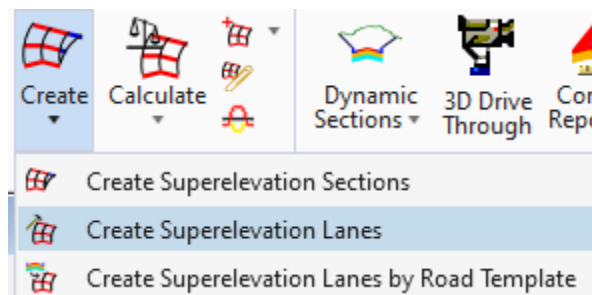 Create
Calculate
Dynamic
Sections
3D Drive
Through
Create Superelevation Sections
Create Superelevation Lanes
Create Superelevation Lanes by Road Template